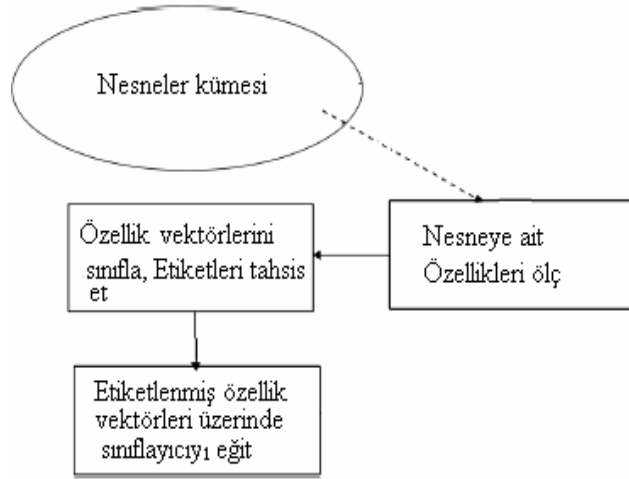 Nesneler kümesi
Nesneye ait
Özellikleri ölç
Özellik vektörlerini
sınıfla, Etiketleri tahsis
et
Etiketlenmiş özellik
vektörleri üzerinde
sınıflayıcıyı eğit